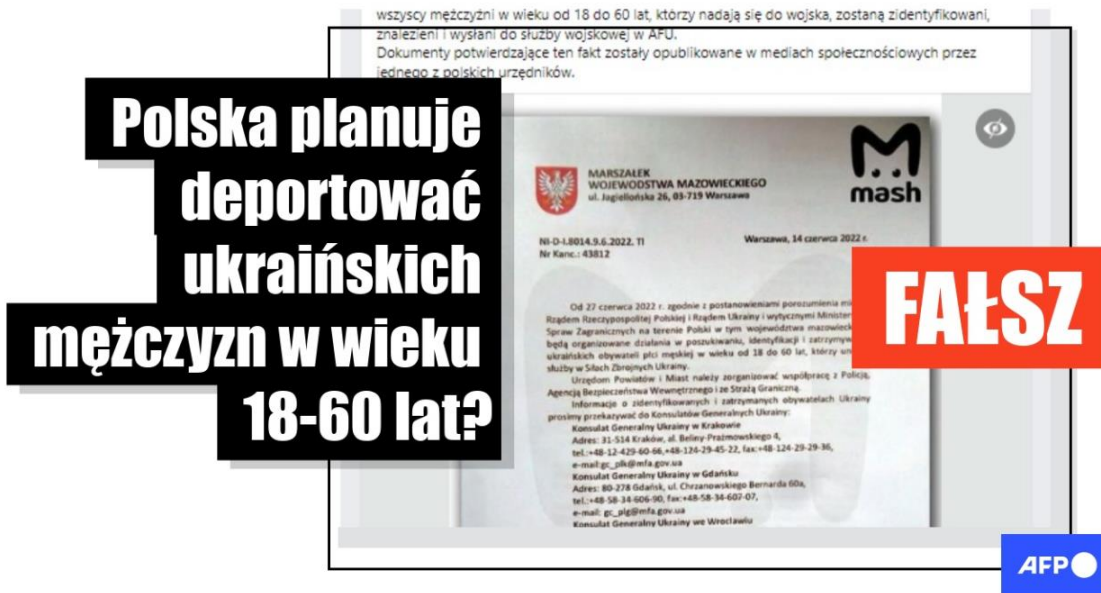 wszyscy mężczyźni w wieku od 18 do 60 lat, którzy nadają się do wojska, zostaną zidentyfikowani,
znalezieni i wysłani do służby wojskowej w AFU.
Dokumenty potwierdzające ten fakt zostały opublikowane w mediach społecznościowych przez
jednego z polskich urzędników.
Polska planuje
deportować
ukraińskich
mężczyzn w wieku
18-60 lat?
mash
MARSZAŁEK
WOJEWODSTWA MAZOWIECKIEGO
ul. Jagiellońska 26, 03-719 Warszawa
NI-D-I.8014.9.6.2022. TI
Warszawa, 14 czerwca 2022 r.
Nr Kanc.: 43812
FAŁSZ
Od 27 czerwca 2022 r. zgodnie z postanowieniami porozumienia
Rządem Rzeczypospolitej Polskiej i Rządem Ukrainy i wytycznymi
Spraw Zagranicznych na terenie Polski w tym województwa
będą organizowane działania w poszukiwaniu, identyfikacji i
ukraińskich obywateli płci męskiej w wieku od 18 do 60 lat, którzy
służby w Siłach Zbrojnych Ukrainy.
Urzędom Powiatów i Miast należy zorganizować współpracę z Policją,
Agencją Bezpieczeństwa Wewnętrznego i ze Strażą Graniczną.
Informacje o zidentyfikowanych i zatrzymanych obywatelach Ukrainy
prosimy przekazywać do Konsulatów Generalnych Ukrainy:
Konsulat Generalny Ukrainy w Krakowie
Adres: 31-514 Kraków, al. Beliny-Prażmowskiego 4,
tel.:+48-12-429-60-66,+48-124-29-45-22, fax:+48-124-29-29-36,
e-mail:gc_plk@mfa.gov.ua
Konsulat Generalny Ukrainy w Gdańsku
Adres: 80-278 Gdańsk, ul. Chrzanowskiego Bernarda 60a,
tel.:+48-58-34-606-90, fax:+48-58-34-607-07,
e-mail: gc_plg@mfa.gov.ua
Konsulat Generalny Ukrainy we Wrocławiu
AFP